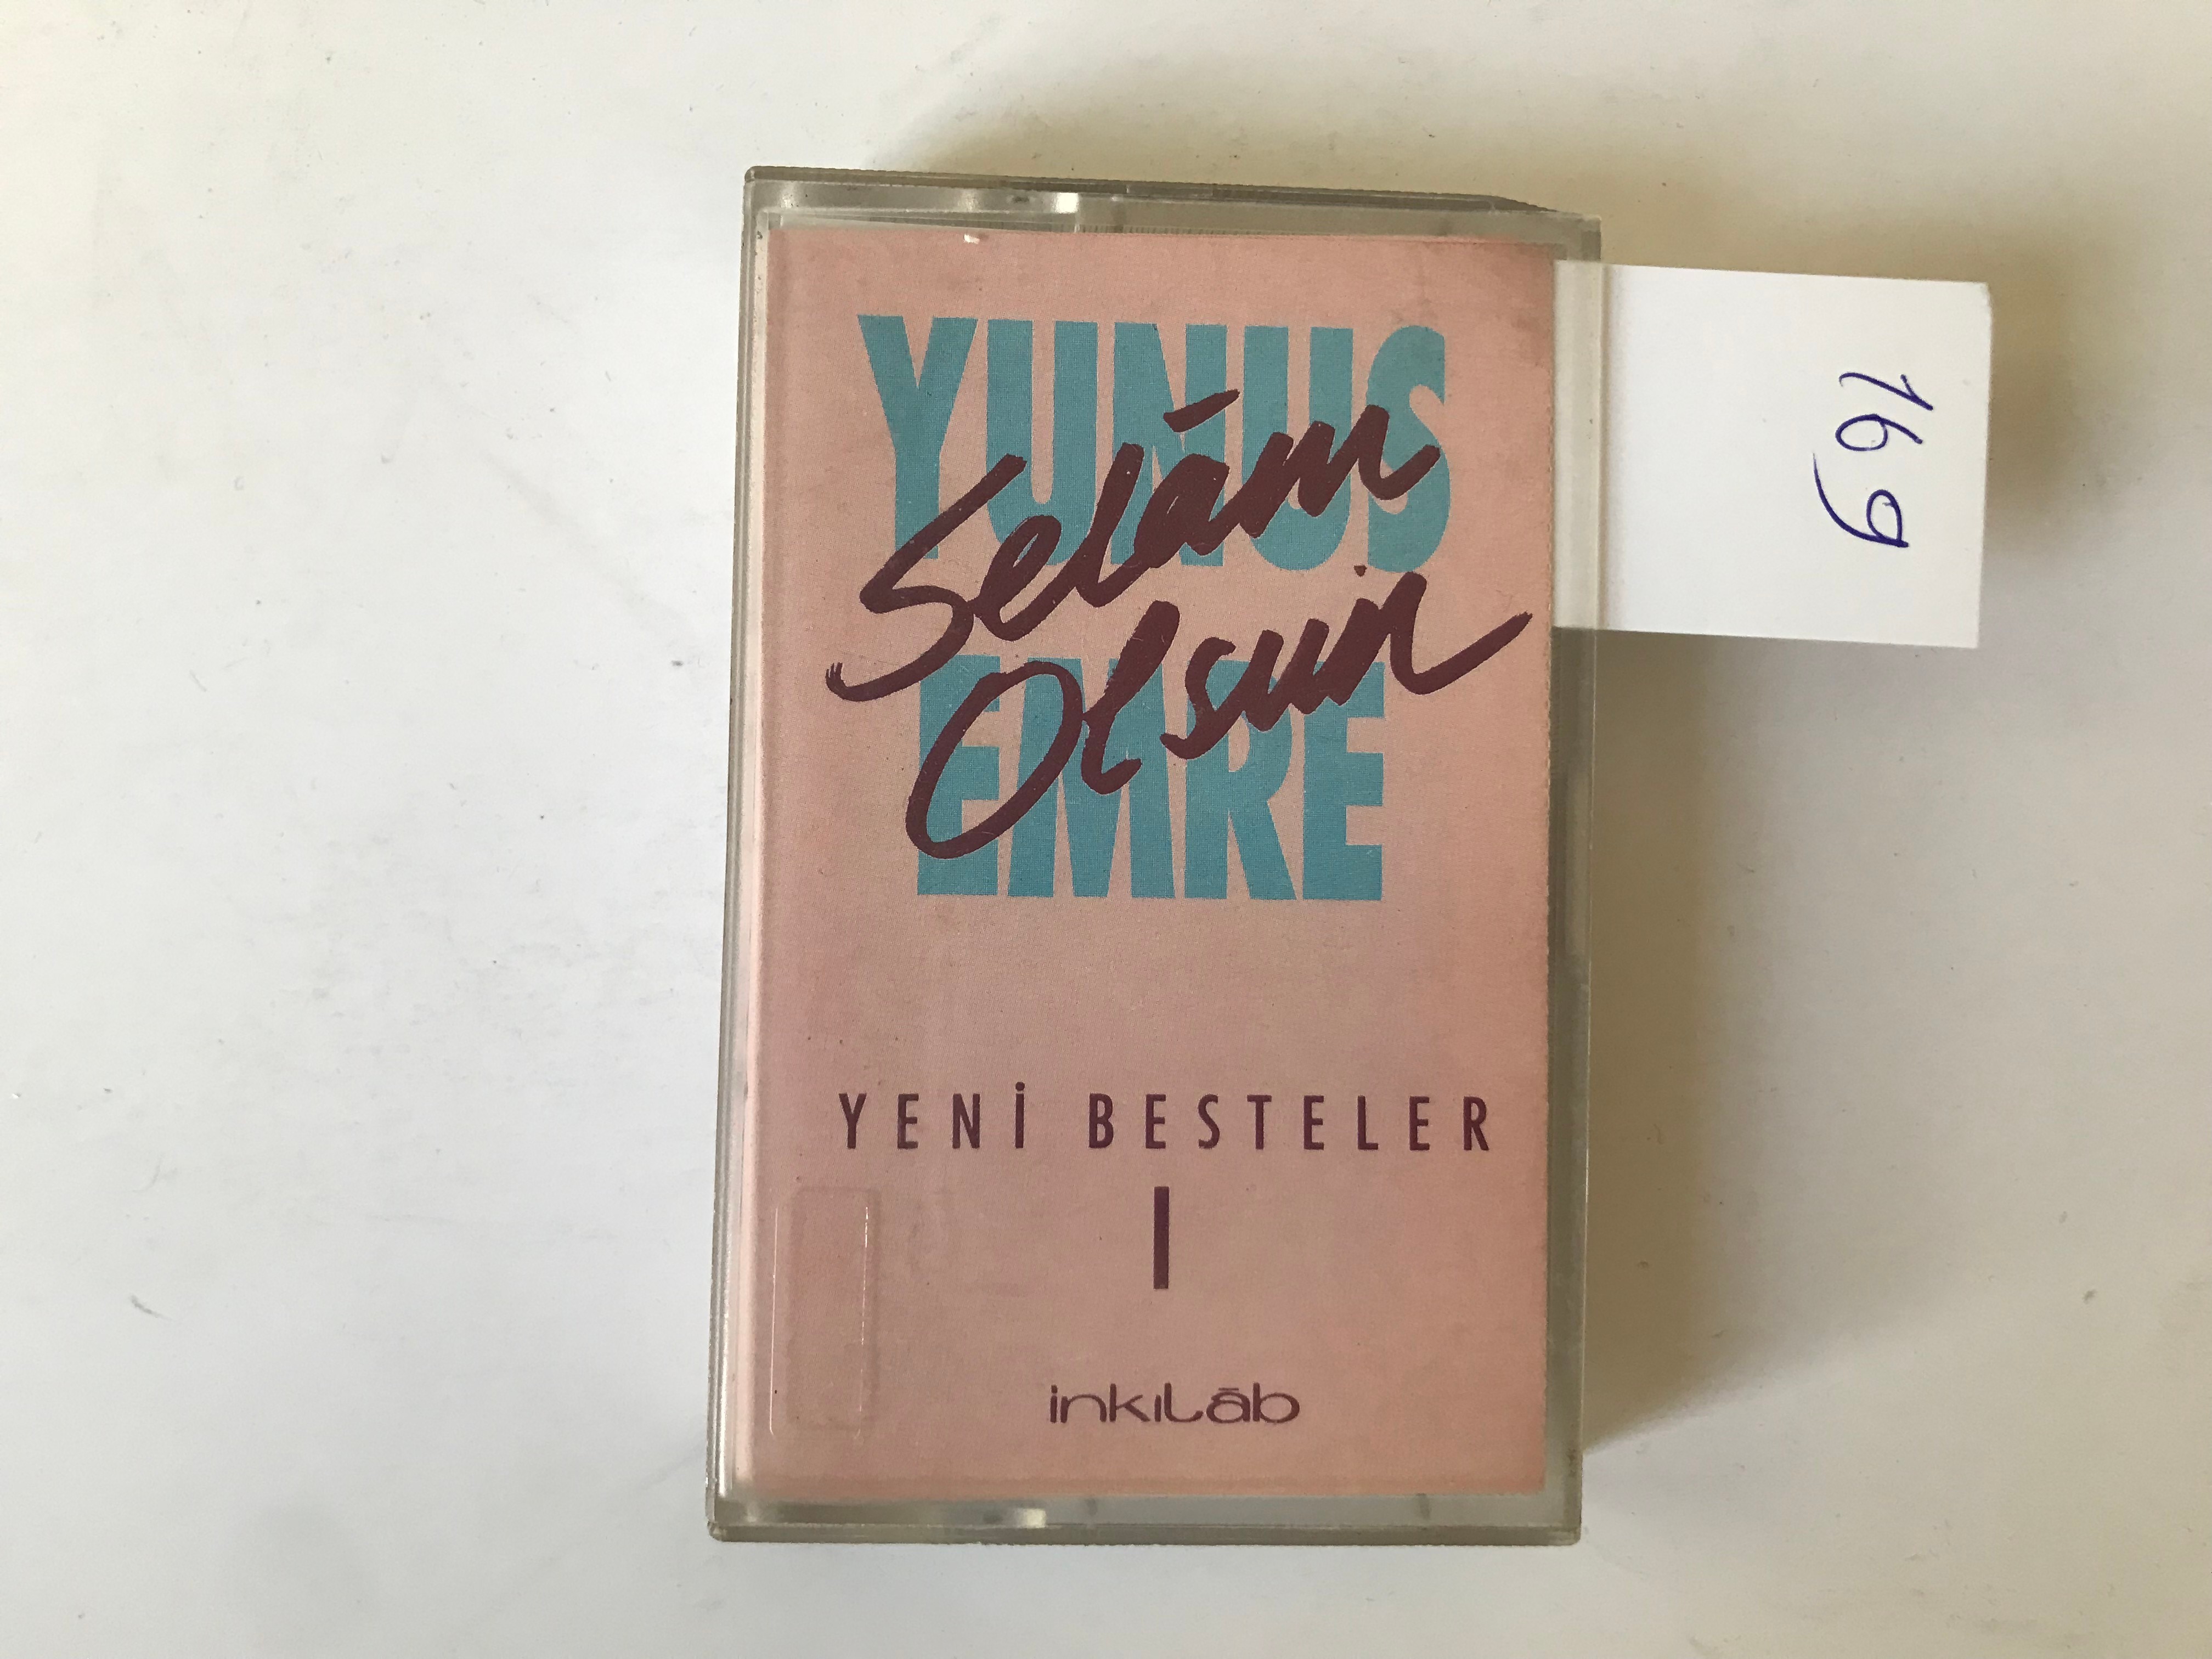 YUNUS
Selâm
Olsun
EMRE
YENİ BESTELER
I
inkılâb
169